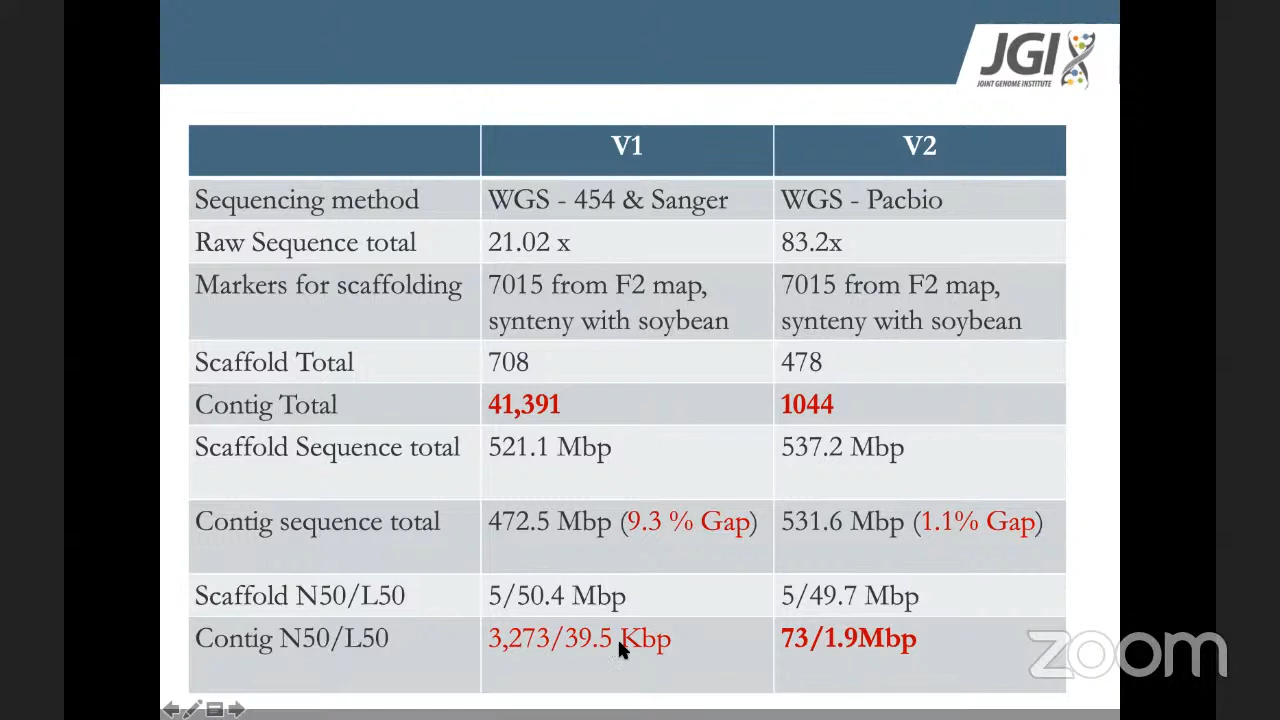 JGI
JOINT GENOME INSTITUTE
V1 V2
Sequencing method WGS - 454 & Sanger WGS - Pacbio
Raw Sequence total 21.02 x 83.2x
Markers for scaffolding 7015 from F2 map, 7015 from F2 map,
synteny with soybean synteny with soybean
Scaffold Total 708 478
Contig Total 41,391 1044
Scaffold Sequence total 521.1 Mbp 537.2 Mbp
Contig sequence total 472.5 Mbp (9.3 % Gap) 531.6 Mbp (1.1% Gap)
Scaffold N50/L50 5/50.4 Mbp 5/49.7 Mbp
Contig N50/L50 3,273/39.5 Kbp 73/1.9Mbp
zoom